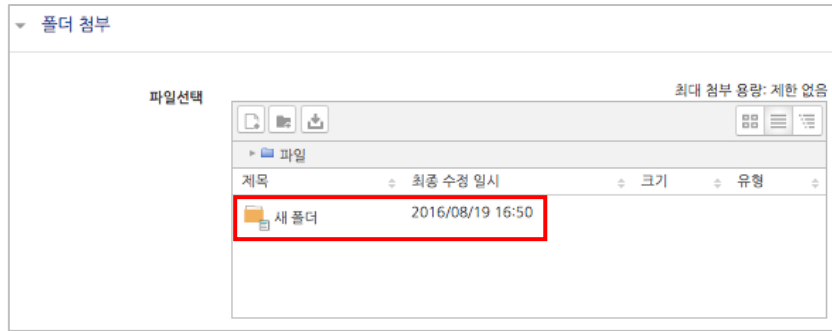 폴더 첨부
파일선택
최대 첨부 용량: 제한 없음
파일
제목 최종 수정 일시 크기 유형
새 폴더 2016/08/19 16:50